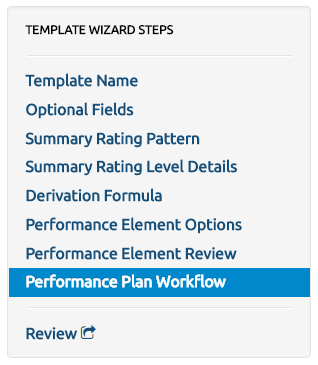 TEMPLATE WIZARD STEPS
Template Name
Optional Fields
Summary Rating Pattern
Summary Rating Level Details
Derivation Formula
Performance Element Options
Performance Element Review
Performance Plan Workflow
Review